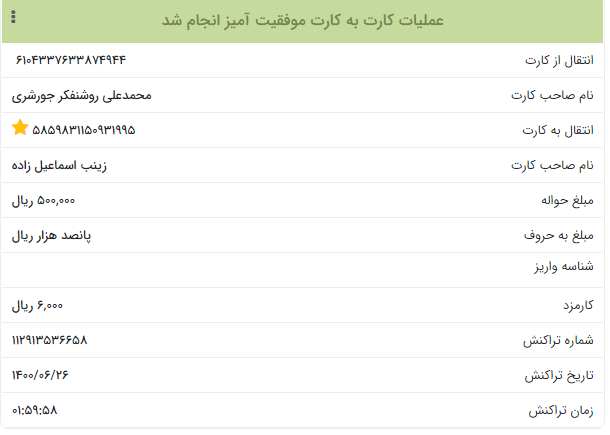 عملیات کارت به کارت موفقیت آمیز انجام شد
انتقال از کارت ۶۱۰۴۳۳۷۶۳۳۸۷۴۹۴۴
نام صاحب کارت محمدعلی روشنفکر جورشری
انتقال به کارت ۵۸۵۹۸۳۱۱۵۰۹۳۱۹۹۵
نام صاحب کارت زینب اسماعیل زاده
مبلغ حواله ۵۰۰,۰۰۰ ریال
مبلغ به حروف پانصد هزار ریال
شناسه واریز
کارمزد ۶,۰۰۰ ریال
شماره تراکنش ۱۱۲۹۱۳۵۳۶۶۵۸
تاریخ تراکنش ۱۴۰۰/۰۶/۲۶
زمان تراکنش ۰۱:۵۹:۵۸